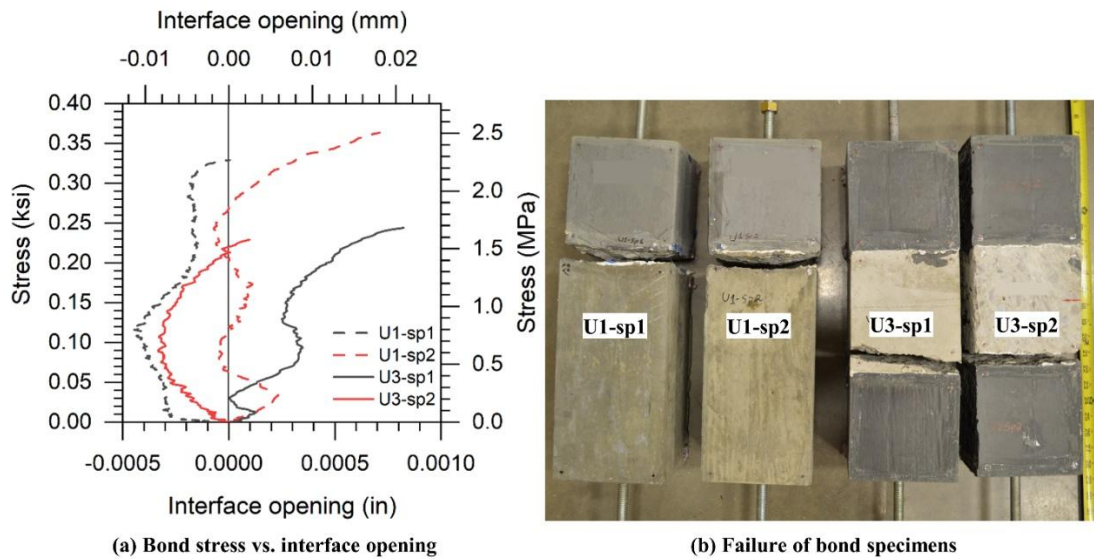 Interface opening (mm)
-0.01 0.00 0.01 0.02
0.40
0.35
0.30
0.25
0.20
0.15
0.10
0.05
0.00
Stress (ksi)
2.5
2.0
1.5
1.0
0.5
0.0
Stress (MPa)
U1-sp1
U1-sp2
U3-sp1
U3-sp2
-0.0005 0.0000 0.0005 0.0010
Interface opening (in)
(a) Bond stress vs. interface opening
U1-sp2
U1-sp2
U1-sp1
U1-sp2
U3-sp1
U3-sp2
(b) Failure of bond specimens